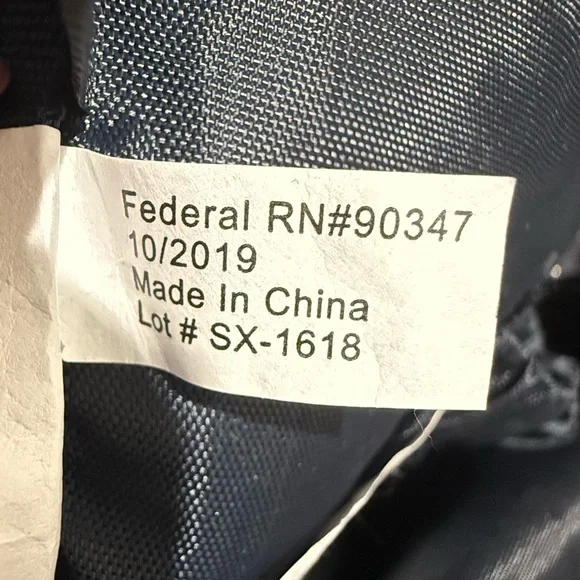 Federal RN#90347
10/2019
Made In China
Lot # SX-1618